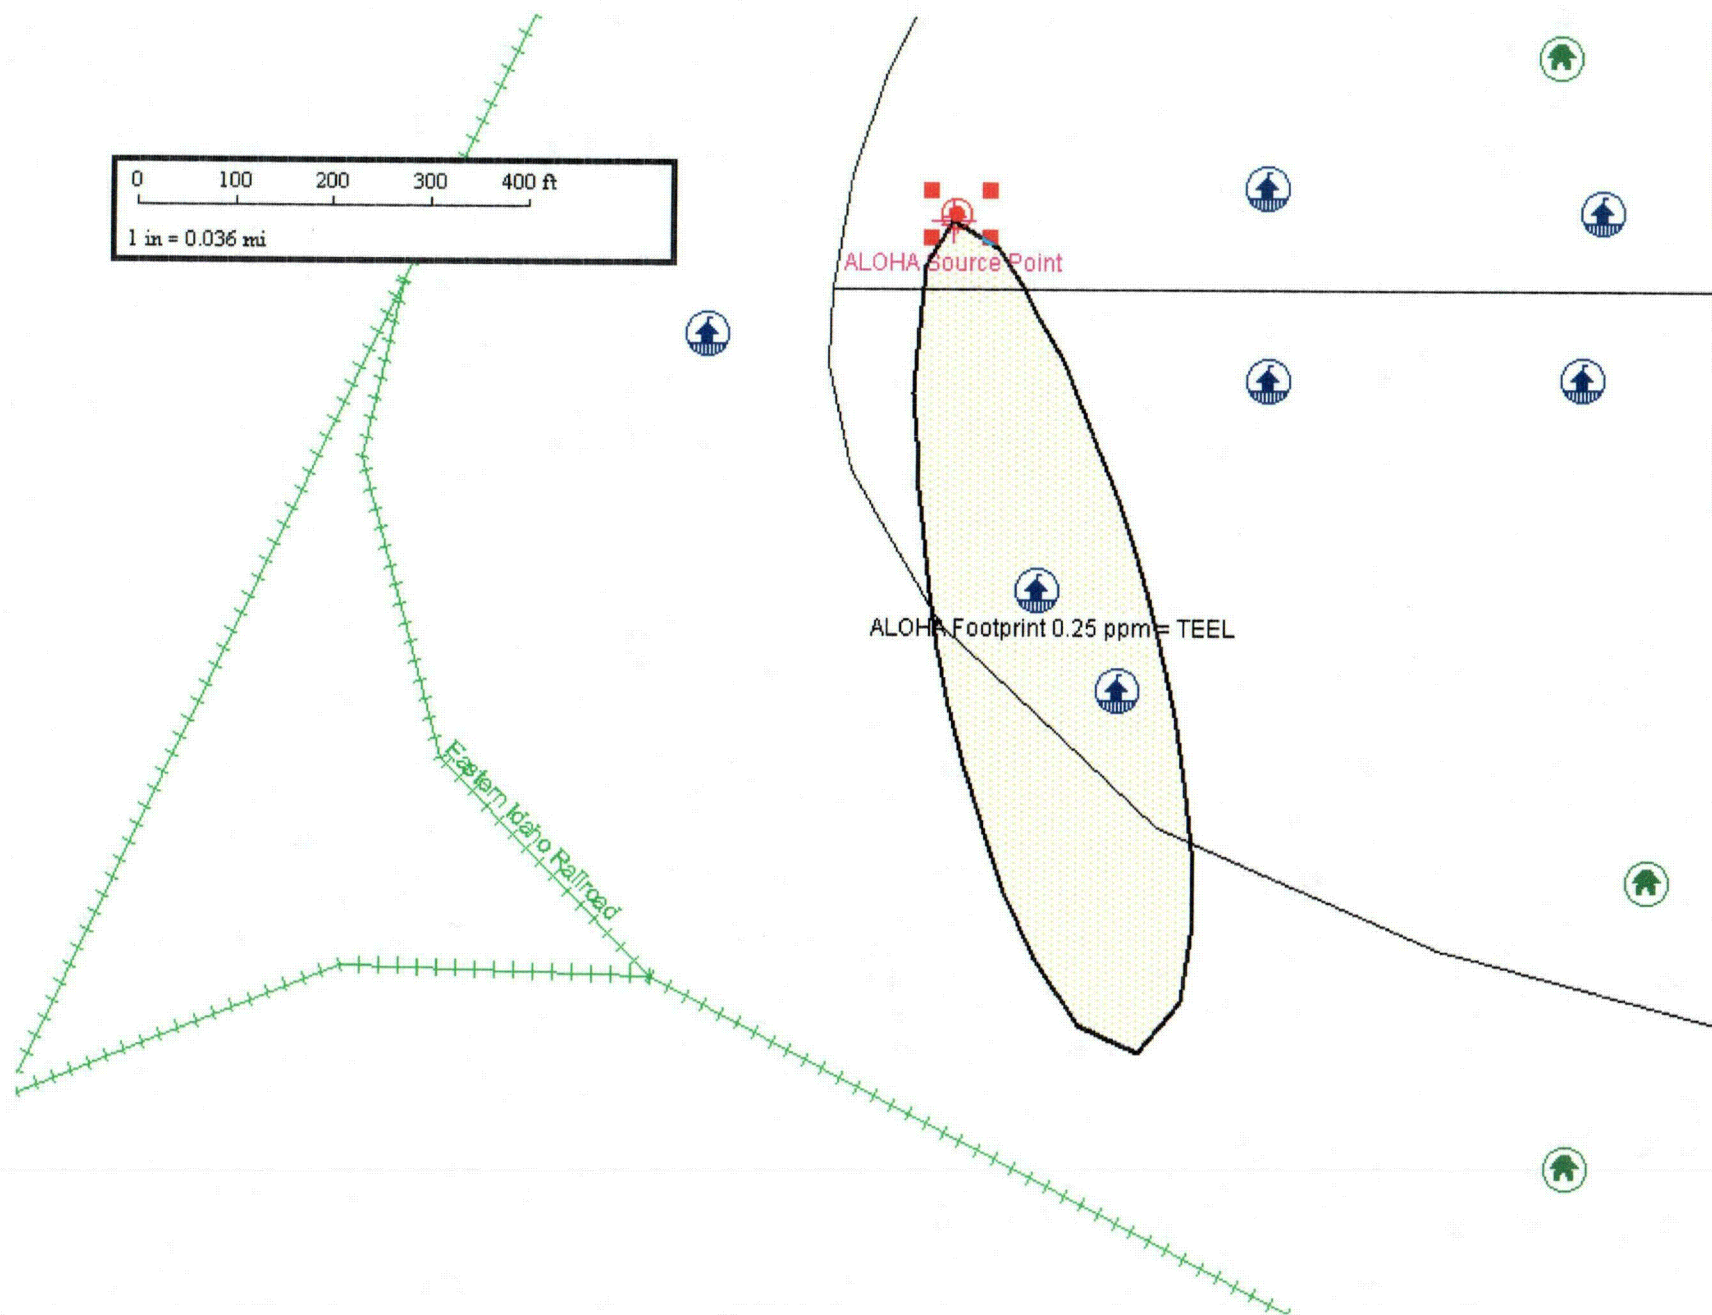 0 100 200 300 400 ft
1 in = 0.036 mi
ALOHA Source Point
ALOHA Footprint 0.25 ppm = TEEL
Eastern Idaho Railroad